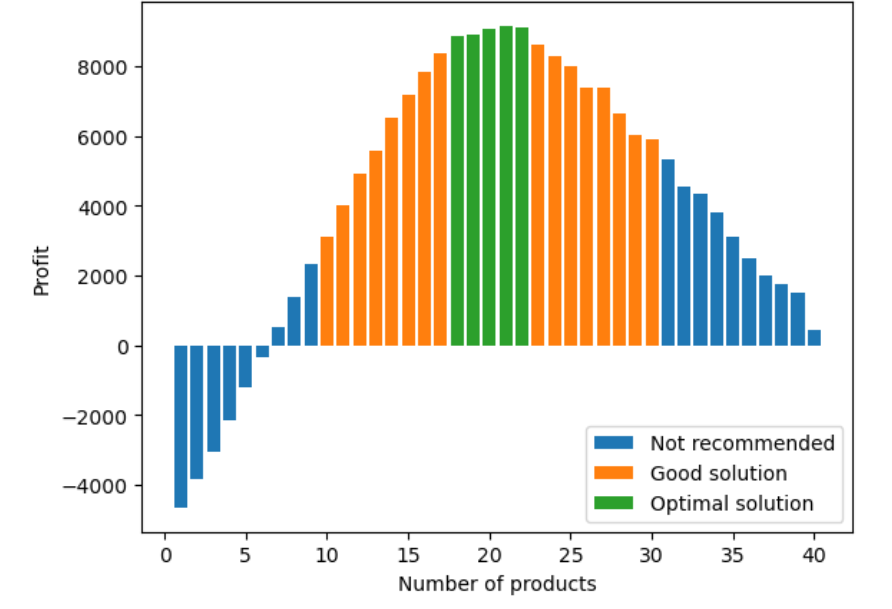 8000
6000
4000
2000
0
−2000
−4000
Profit
Not recommended
Good solution
Optimal solution
0 5 10 15 20 25 30 35 40
Number of products